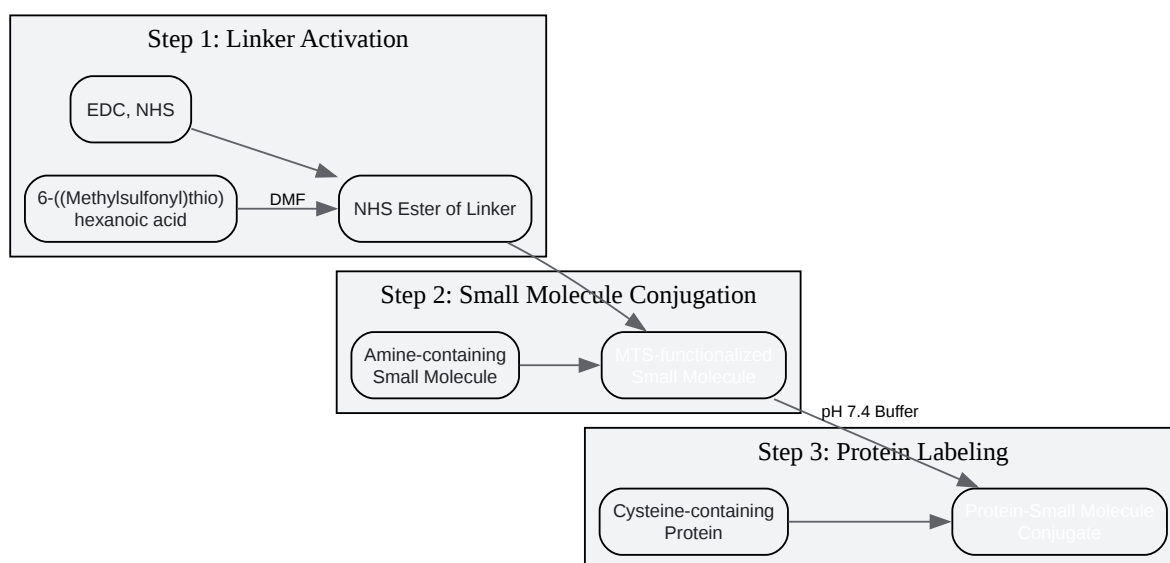 Step 1: Linker Activation
EDC, NHS
6-((Methylsulfonyl)thio)
hexanoic acid
DMF
NHS Ester of Linker
Step 2: Small Molecule Conjugation
Amine-containing
Small Molecule
MTS-functionalized
Small Molecule
pH 7.4 Buffer
Step 3: Protein Labeling
Cysteine-containing
Protein
Protein-Small Molecule
Conjugate